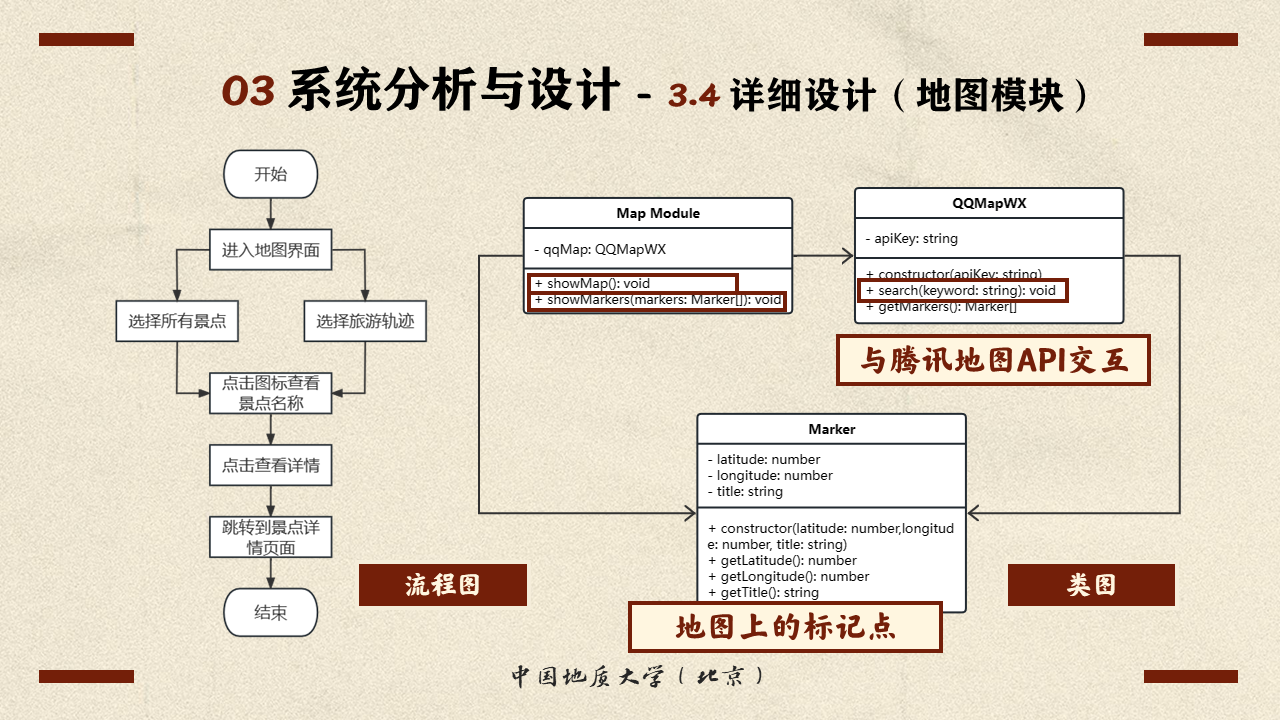 03 系统分析与设计 - 3.4 详细设计（地图模块）
开始
进入地图界面
选择所有景点
选择旅游轨迹
点击图标查看
景点名称
点击查看详情
跳转到景点详
情页面
结束
流程图
Map Module
- qqMap: QQMapWX
+ showMap(): void
+ showMarkers(markers: Marker[]): void
QQMapWX
- apiKey: string
+ constructor(apiKey: string)
+ search(keyword: string): void
+ getMarkers(): Marker[]
与腾讯地图API交互
Marker
- latitude: number
- longitude: number
- title: string
+ constructor(latitude: number,longitud
e: number, title: string)
+ getLatitude(): number
+ getLongitude(): number
+ getTitle(): string
地图上的标记点
类图
中国地质大学（北京）